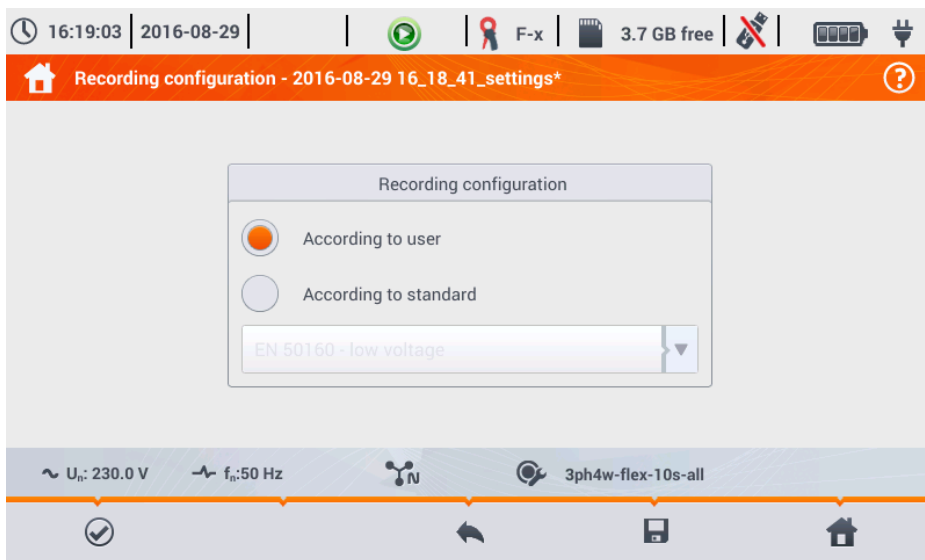 16:19:03 2016-08-29 F-x 3.7 GB free
Recording configuration - 2016-08-29 16_18_41_settings* ?
Recording configuration
According to user
According to standard
EN 50160 - low voltage
Uₙ: 230.0 V fₙ:50 Hz N 3ph4w-flex-10s-all